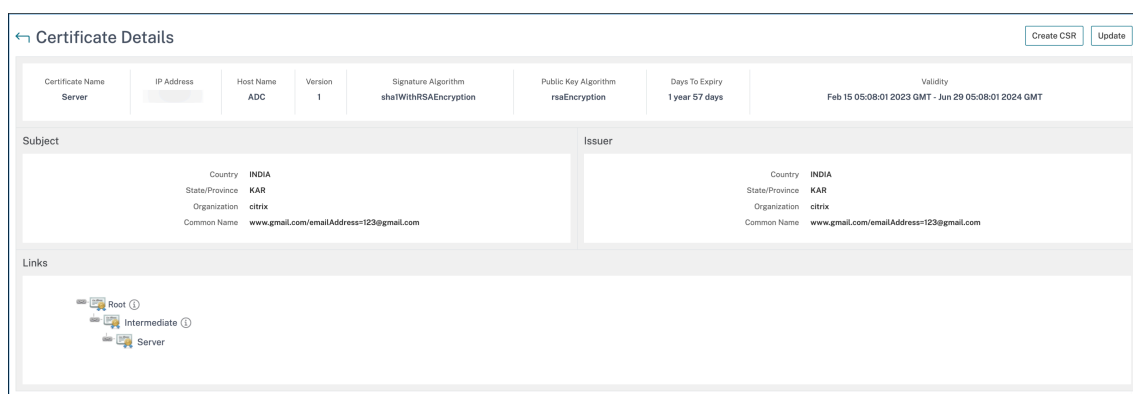 Certificate Details
Create CSR
Update
Certificate Name
Server
IP Address
Host Name
ADC
Version
1
Signature Algorithm
sha1WithRSAEncryption
Public Key Algorithm
rsaEncryption
Days To Expiry
1 year 57 days
Validity
Feb 15 05:08:01 2023 GMT - Jun 29 05:08:01 2024 GMT
Subject
Country INDIA
State/Province KAR
Organization citrix
Common Name www.gmail.com/emailAddress=123@gmail.com
Issuer
Country INDIA
State/Province KAR
Organization citrix
Common Name www.gmail.com/emailAddress=123@gmail.com
Links
Root
Intermediate
Server